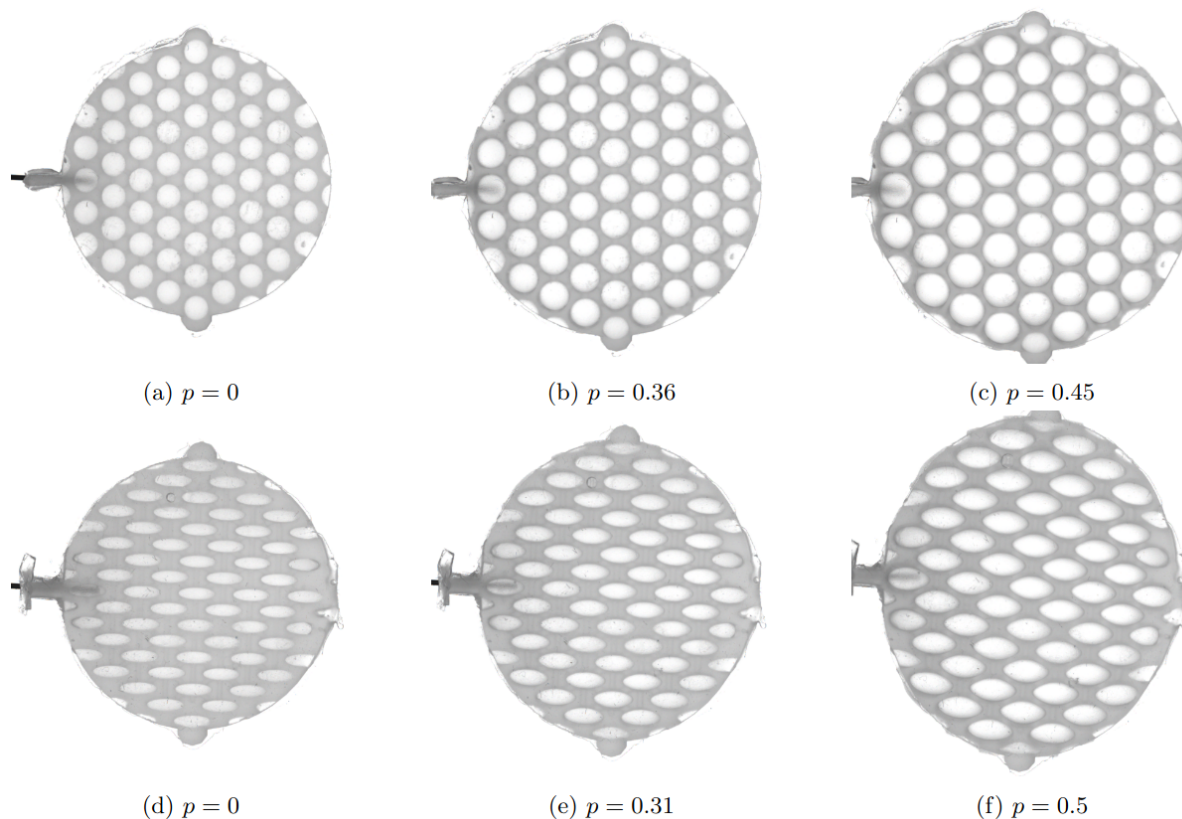 (a) p = 0
(b) p = 0.36
(c) p = 0.45
(d) p = 0
(e) p = 0.31
(f) p = 0.5